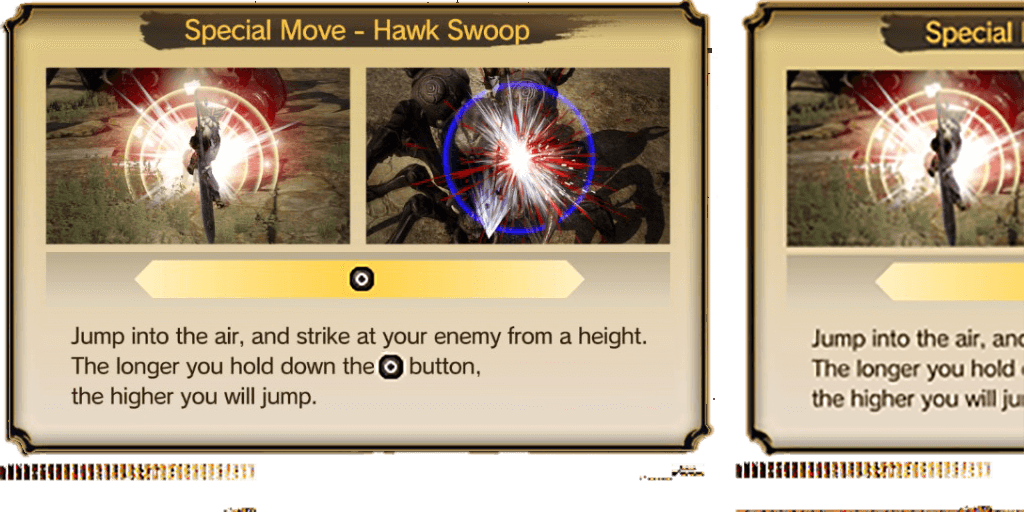 Special Move - Hawk Swoop
Jump into the air, and strike at your enemy from a height.
The longer you hold down the button,
the higher you will jump.
Special
Jump into the air, and
The longer you hold
the higher you will